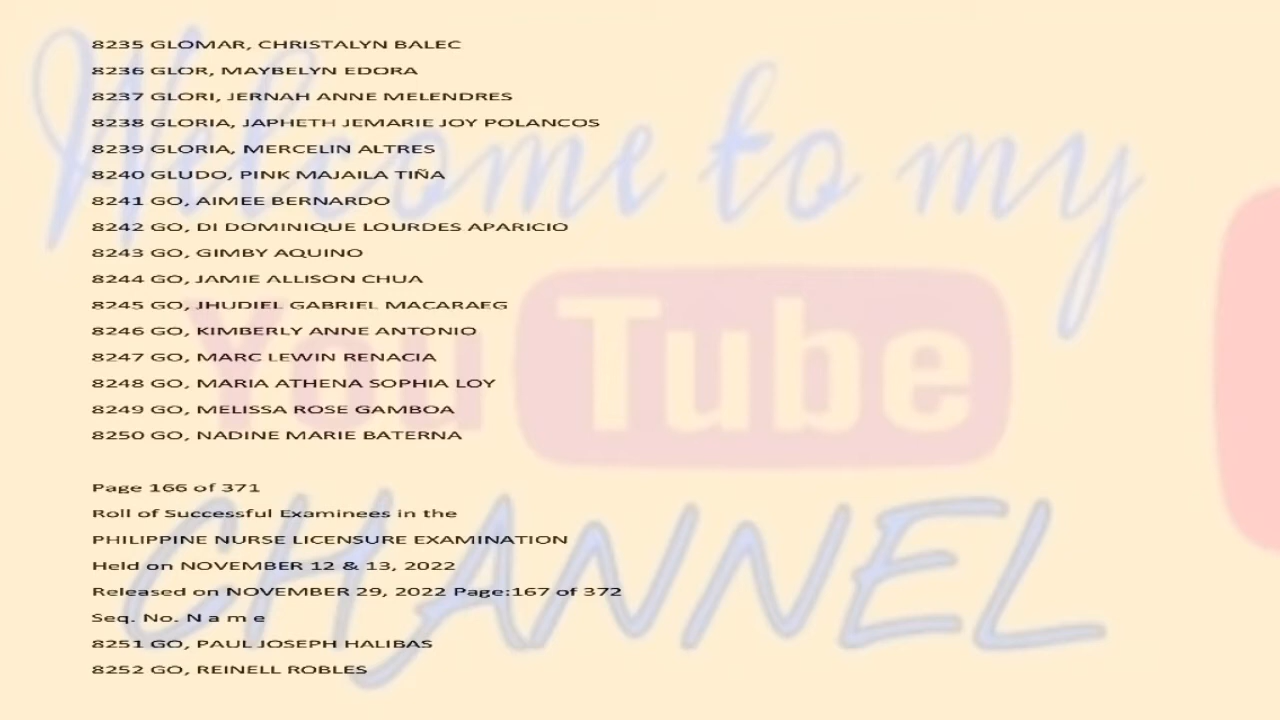 8235 GLOMAR, CHRISTALYN BALEC
8236 GLOR, MAYBELYN EDORA
8237 GLORI, JERNAH ANNE MELENDRES
8238 GLORIA, JAPHETH JEMARIE JOY POLANCOS
8239 GLORIA, MERCELIN ALTRES
8240 GLUDO, PINK MAJAILA TIÑA
8241 GO, AIMEE BERNARDO
8242 GO, DI DOMINIQUE LOURDES APARICIO
8243 GO, GIMBY AQUINO
8244 GO, JAMIE ALLISON CHUA
8245 GO, JHUDIEL GABRIEL MACARAEG
8246 GO, KIMBERLY ANNE ANTONIO
8247 GO, MARC LEWIN RENACIA
8248 GO, MARIA ATHENA SOPHIA LOY
8249 GO, MELISSA ROSE GAMBOA
8250 GO, NADINE MARIE BATERNA
Page 166 of 371
Roll of Successful Examinees in the
PHILIPPINE NURSE LICENSURE EXAMINATION
Held on NOVEMBER 12 & 13, 2022
Released on NOVEMBER 29, 2022 Page:167 of 372
Seq. No. N a m e
8251 GO, PAUL JOSEPH HALIBAS
8252 GO, REINELL ROBLES
Welcome to my
YouTube
CHANNEL